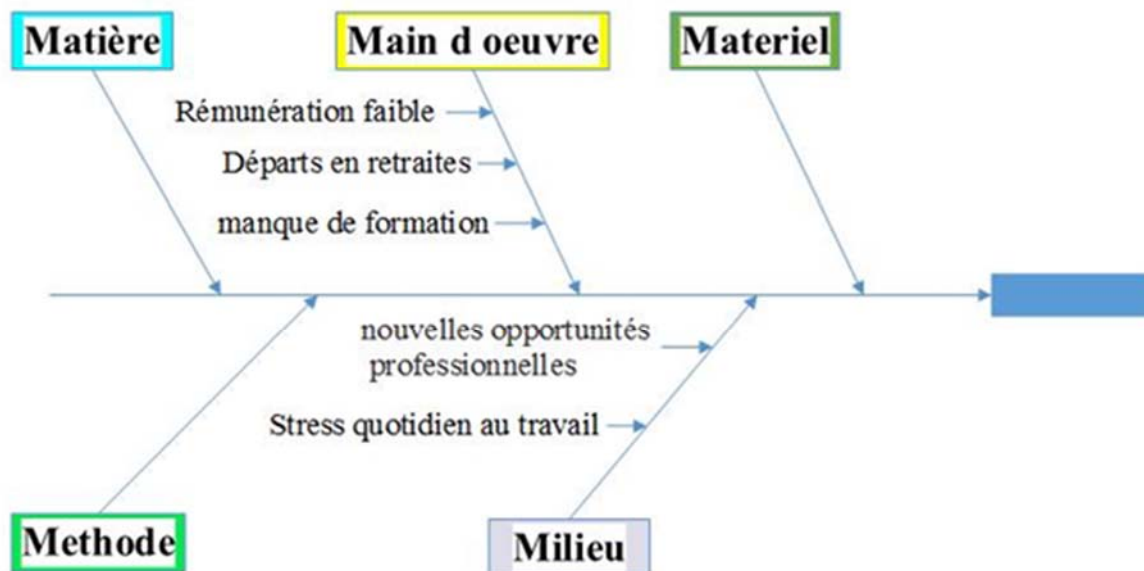 Matière
Main d oeuvre
Materiel
Rémunération faible
Départs en retraites
manque de formation
nouvelles opportunités
professionnelles
Stress quotidien au travail
Methode
Milieu